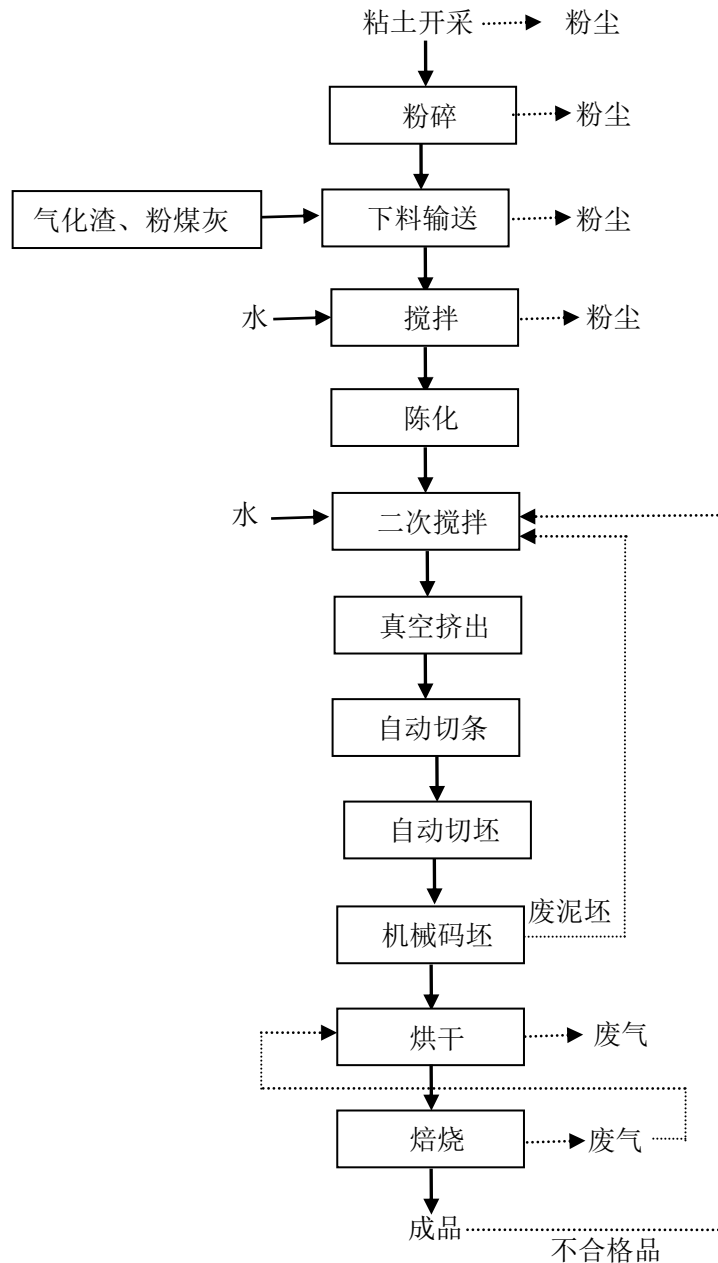 粘土开采
粉尘
粉碎
粉尘
气化渣、粉煤灰
下料输送
粉尘
水
搅拌
粉尘
陈化
水
二次搅拌
真空挤出
自动切条
自动切坯
废泥坯
机械码坯
烘干
废气
焙烧
废气
成品
不合格品